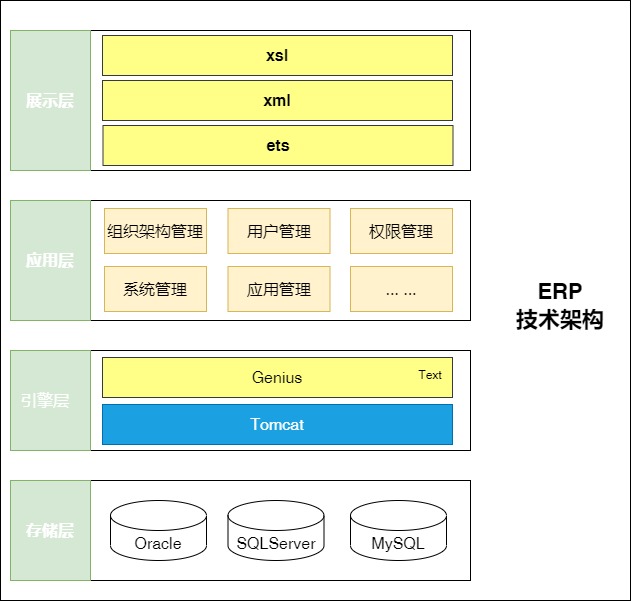 展示层
xsl
xml
ets
应用层
组织架构管理
用户管理
权限管理
系统管理
应用管理
... ...
ERP
技术架构
引擎层
Genius
Text
Tomcat
存储层
Oracle
SQLServer
MySQL